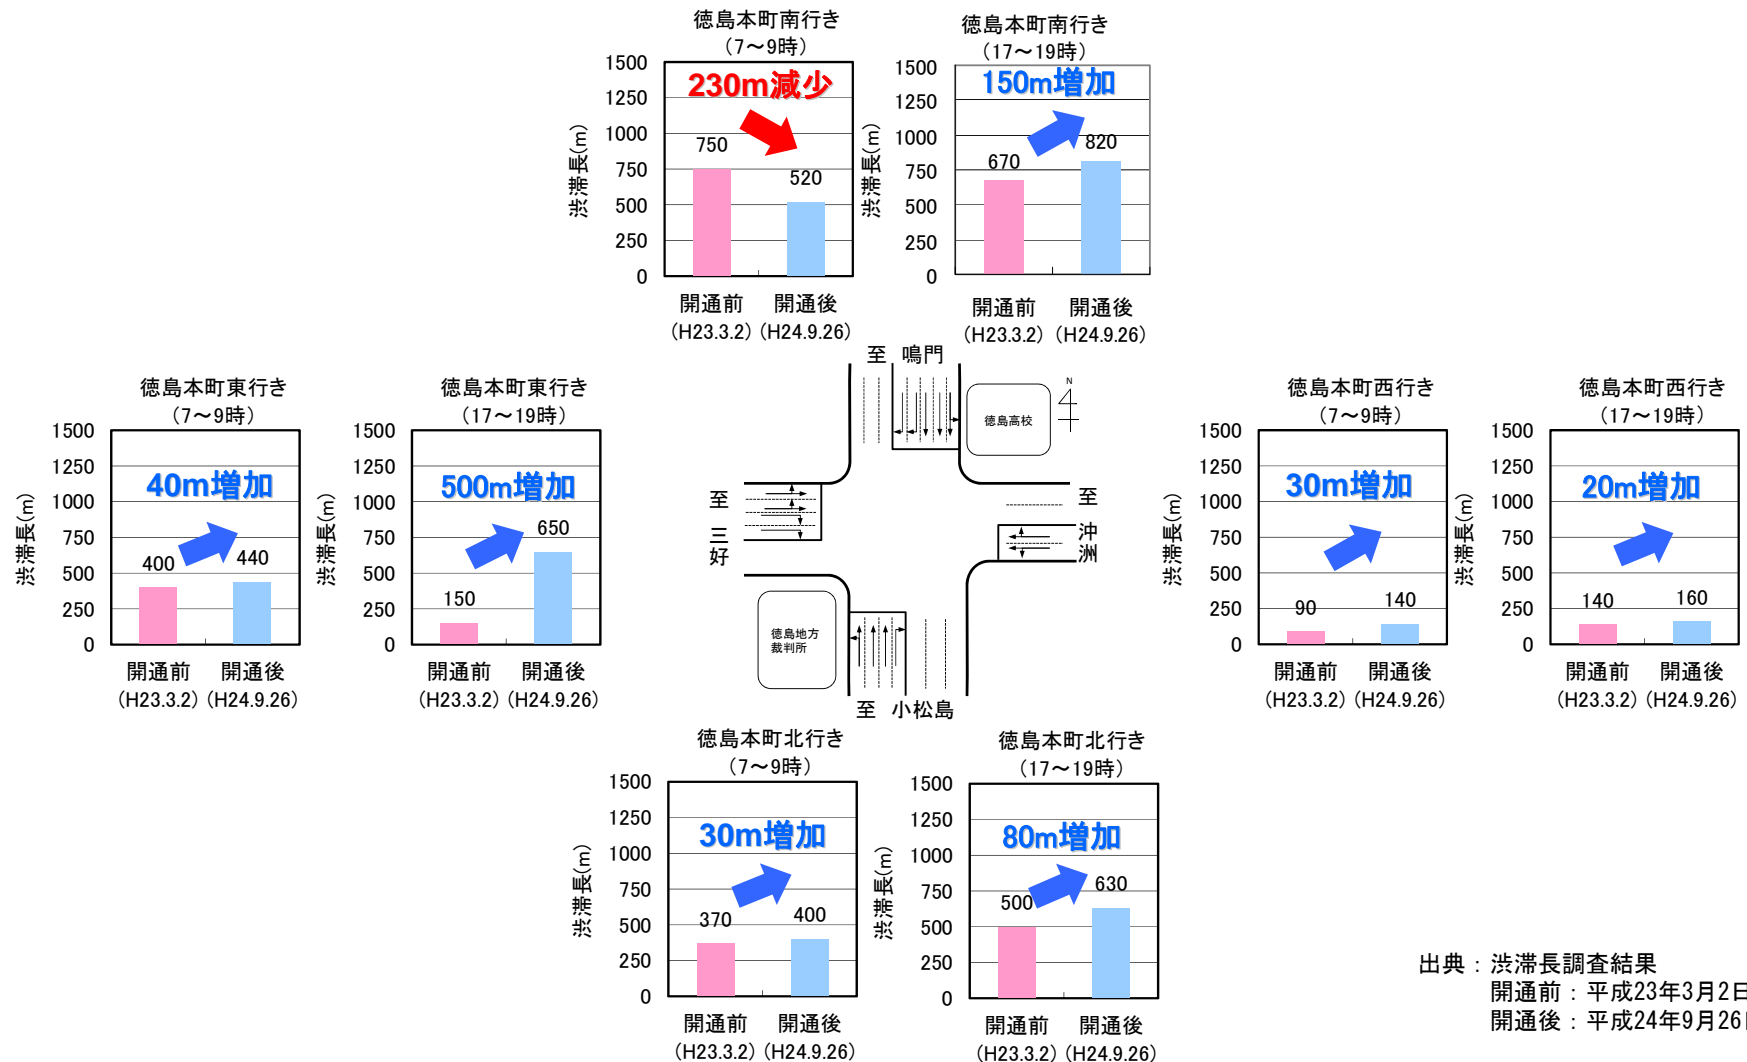 徳島本町南行き
（7～9時）
1500
1250
1000
750
500
250
0
渋滞長(m)
230m減少
750
520
開通前
開通後
(H23.3.2)
(H24.9.26)
徳島本町南行き
（17～19時）
1500
1250
1000
750
500
250
0
渋滞長(m)
150m増加
670
820
開通前
開通後
(H23.3.2)
(H24.9.26)
徳島本町東行き
（7～9時）
1500
1250
1000
750
500
250
0
渋滞長(m)
40m増加
400
440
開通前
開通後
(H23.3.2)
(H24.9.26)
徳島本町東行き
（17～19時）
1500
1250
1000
750
500
250
0
渋滞長(m)
500m増加
150
650
開通前
開通後
(H23.3.2)
(H24.9.26)
至 鳴門
徳島高校
N
至 三好
至 沖洲
徳島地方
裁判所
至 小松島
徳島本町西行き
（7～9時）
1500
1250
1000
750
500
250
0
渋滞長(m)
30m増加
90
140
開通前
開通後
(H23.3.2)
(H24.9.26)
徳島本町西行き
（17～19時）
1500
1250
1000
750
500
250
0
渋滞長(m)
20m増加
140
160
開通前
開通後
(H23.3.2)
(H24.9.26)
徳島本町北行き
（7～9時）
1500
1250
1000
750
500
250
0
渋滞長(m)
30m増加
370
400
開通前
開通後
(H23.3.2)
(H24.9.26)
徳島本町北行き
（17～19時）
1500
1250
1000
750
500
250
0
渋滞長(m)
80m増加
500
630
開通前
開通後
(H23.3.2)
(H24.9.26)
出典：渋滞長調査結果
開通前：平成23年3月2日
開通後：平成24年9月26日